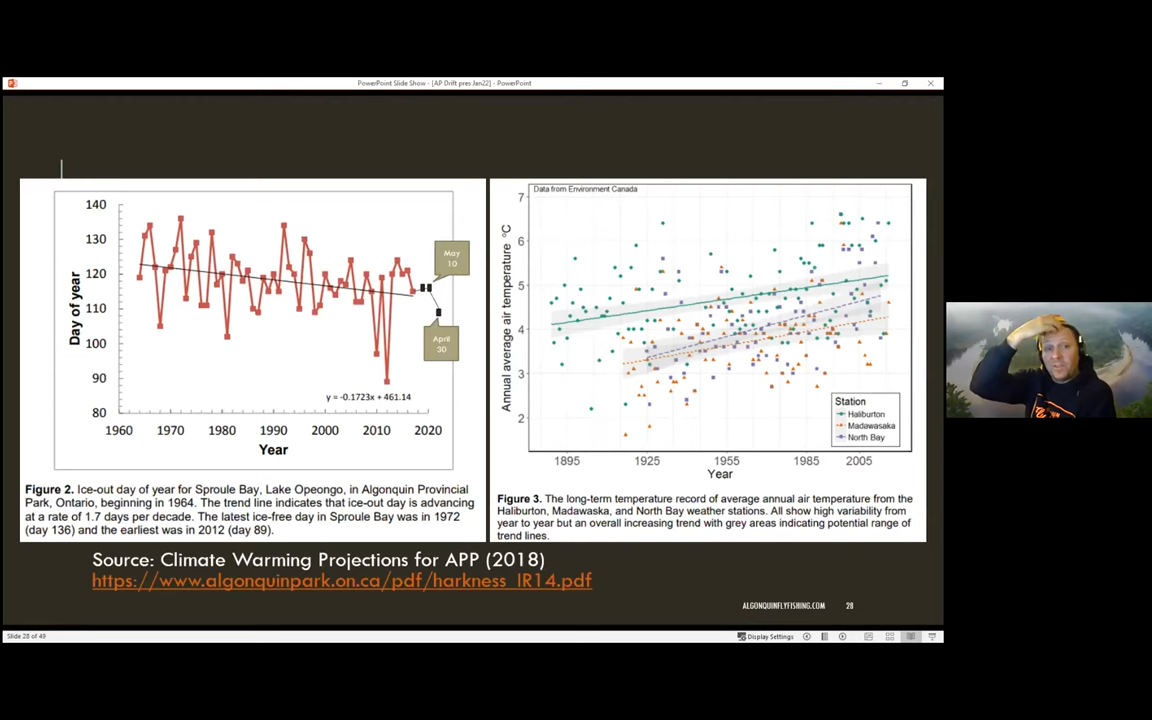 PowerPoint Slide Show - [AP Drift pres Jan22] - PowerPoint
140
130
120
110
100
90
80
Day of year
May
10
April
30
y = -0.1723x + 461.14
1960 1970 1980 1990 2000 2010 2020
Year
Figure 2. Ice-out day of year for Sproule Bay, Lake Opeongo, in Algonquin Provincial
Park, Ontario, beginning in 1964. The trend line indicates that ice-out day is advancing
at a rate of 1.7 days per decade. The latest ice-free day in Sproule Bay was in 1972
(day 136) and the earliest was in 2012 (day 89).
Data from Environment Canada
7
6
5
4
3
2
Annual average air temperature °C
Station
Haliburton
Madawasaka
North Bay
1895 1925 1955 1985 2005
Year
Figure 3. The long-term temperature record of average annual air temperature from the
Haliburton, Madawaska, and North Bay weather stations. All show high variability from
year to year but an overall increasing trend with grey areas indicating potential range of
trend lines.
Source: Climate Warming Projections for APP (2018)
https://www.algonquinpark.on.ca/pdf/harkness_IR14.pdf
ALGONQUINFLYFISHING.COM 28
Slide 28 of 49
Display Settings